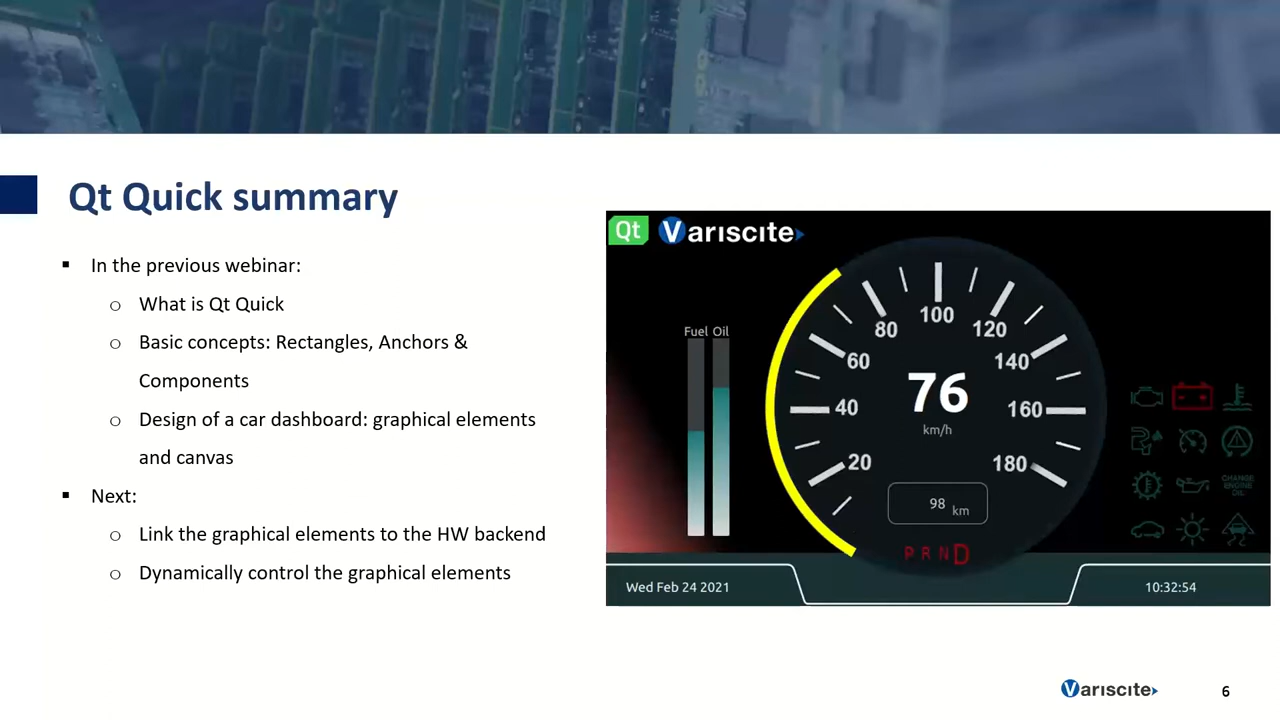 Qt Quick summary
▪ In the previous webinar:
o What is Qt Quick
o Basic concepts: Rectangles, Anchors &
Components
o Design of a car dashboard: graphical elements
and canvas
▪ Next:
o Link the graphical elements to the HW backend
o Dynamically control the graphical elements
Qt Variscite
Fuel Oil
20
40
60
80
100
120
140
160
180
76
km/h
98 km
P R N D
CHANGE
ENGINE
OIL
Wed Feb 24 2021
10:32:54
Variscite
6